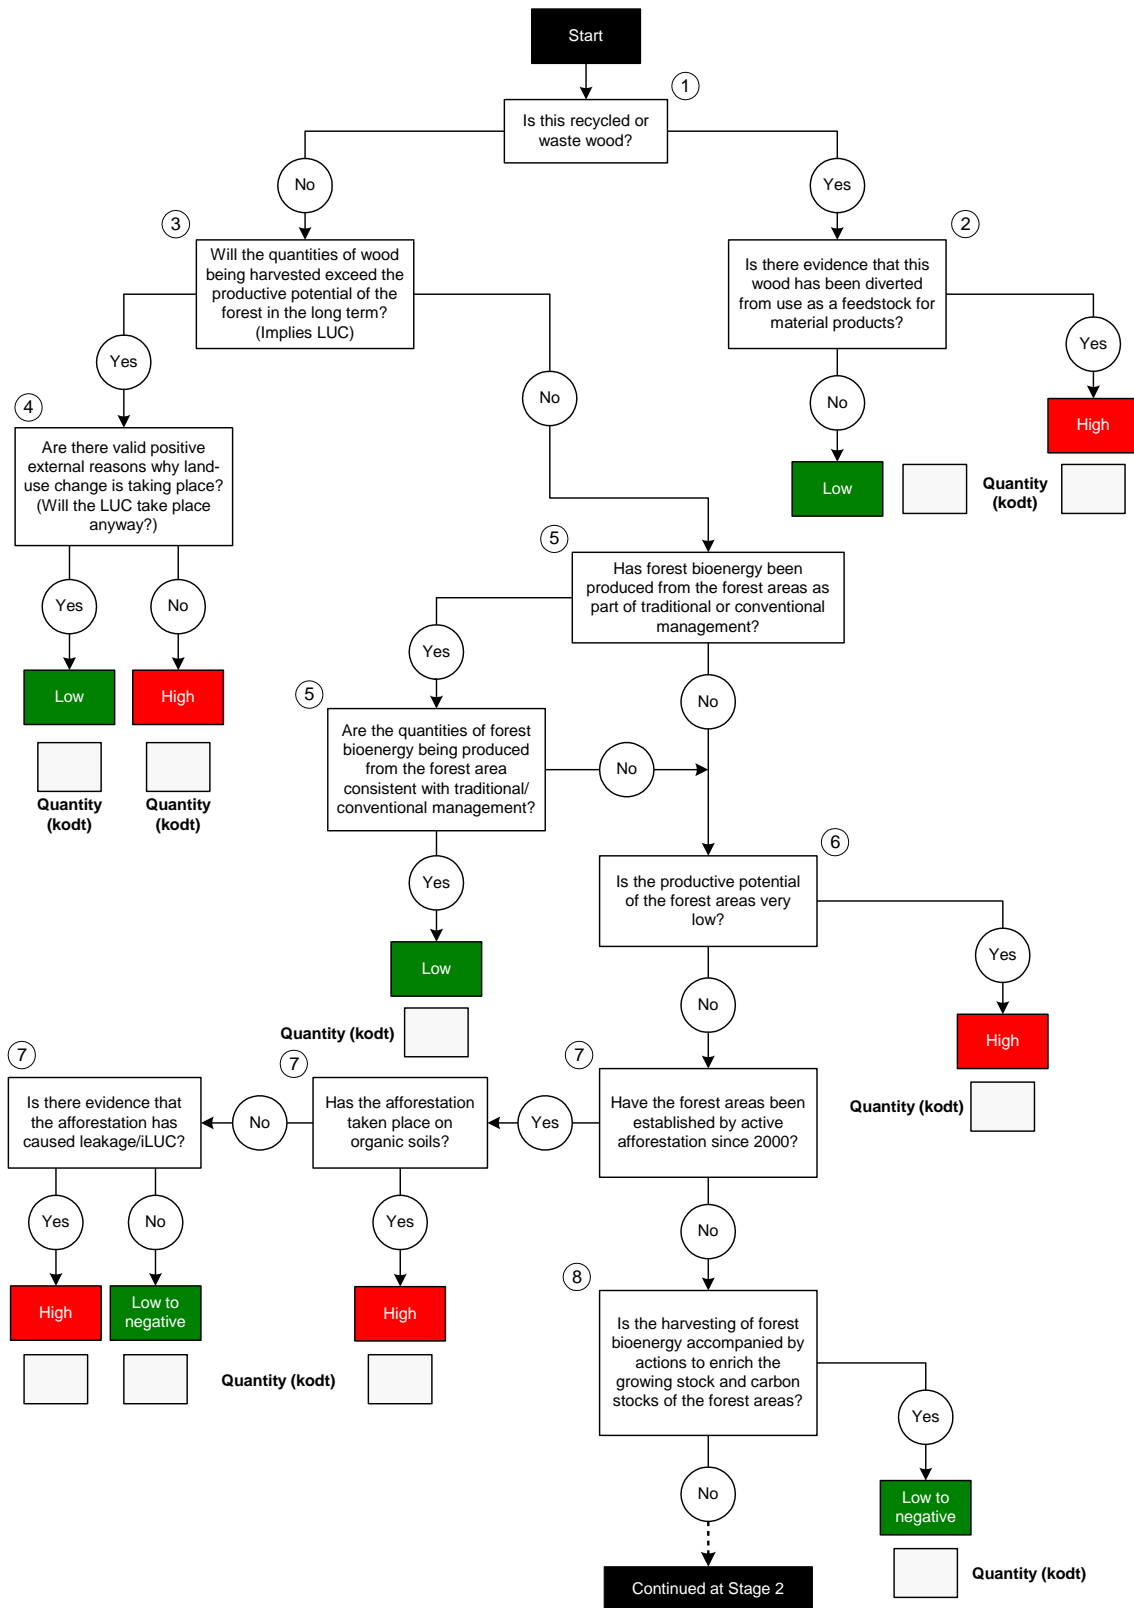 Start
1
Is this recycled or
waste wood?
No
Yes
3
Will the quantities of wood
being harvested exceed the
productive potential of the
forest in the long term?
(Implies LUC)
2
Is there evidence that this
wood has been diverted
from use as a feedstock for
material products?
Yes
No
No
Yes
4
Are there valid positive
external reasons why land-
use change is taking place?
(Will the LUC take place
anyway?)
High
Low
Quantity
(kodt)
5
Has forest bioenergy been
produced from the forest areas as
part of traditional or conventional
management?
Yes
No
Yes
No
Low
High
5
Are the quantities of forest
bioenergy being produced
from the forest area
consistent with traditional/
conventional management?
No
Quantity
(kodt)
Quantity
(kodt)
Yes
6
Is the productive potential
of the forest areas very
low?
Yes
Low
No
Quantity (kodt)
High
7
Is there evidence that
the afforestation has
caused leakage/iLUC?
No
7
Has the afforestation
taken place on
organic soils?
Yes
7
Have the forest areas been
established by active
afforestation since 2000?
Quantity (kodt)
Yes
No
Yes
No
High
Low to
negative
High
8
Is the harvesting of forest
bioenergy accompanied by
actions to enrich the
growing stock and carbon
stocks of the forest areas?
Quantity (kodt)
Yes
No
Low to
negative
Quantity (kodt)
Continued at Stage 2